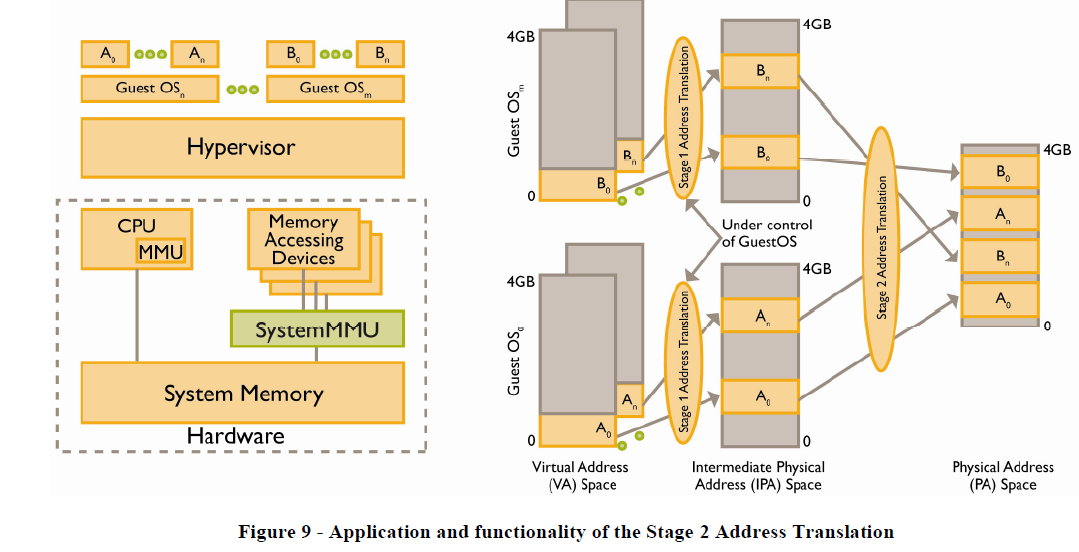 A0
An
B0
Bn
Guest OSn
Guest OSm
Hypervisor
CPU
MMU
Memory
Accessing
Devices
SystemMMU
System Memory
Hardware
4GB
Guest OSm
0
Bn
B0
Stage 1 Address Translation
Bn
B0
0
4GB
Under control
of GuestOS
4GB
Guest OSα
0
An
A0
Stage 1 Address Translation
4GB
An
A0
0
Stage 2 Address Translation
4GB
B0
An
Bn
A0
0
Virtual Address
(VA) Space
Intermediate Physical
Address (IPA) Space
Physical Address
(PA) Space
Figure 9 - Application and functionality of the Stage 2 Address Translation